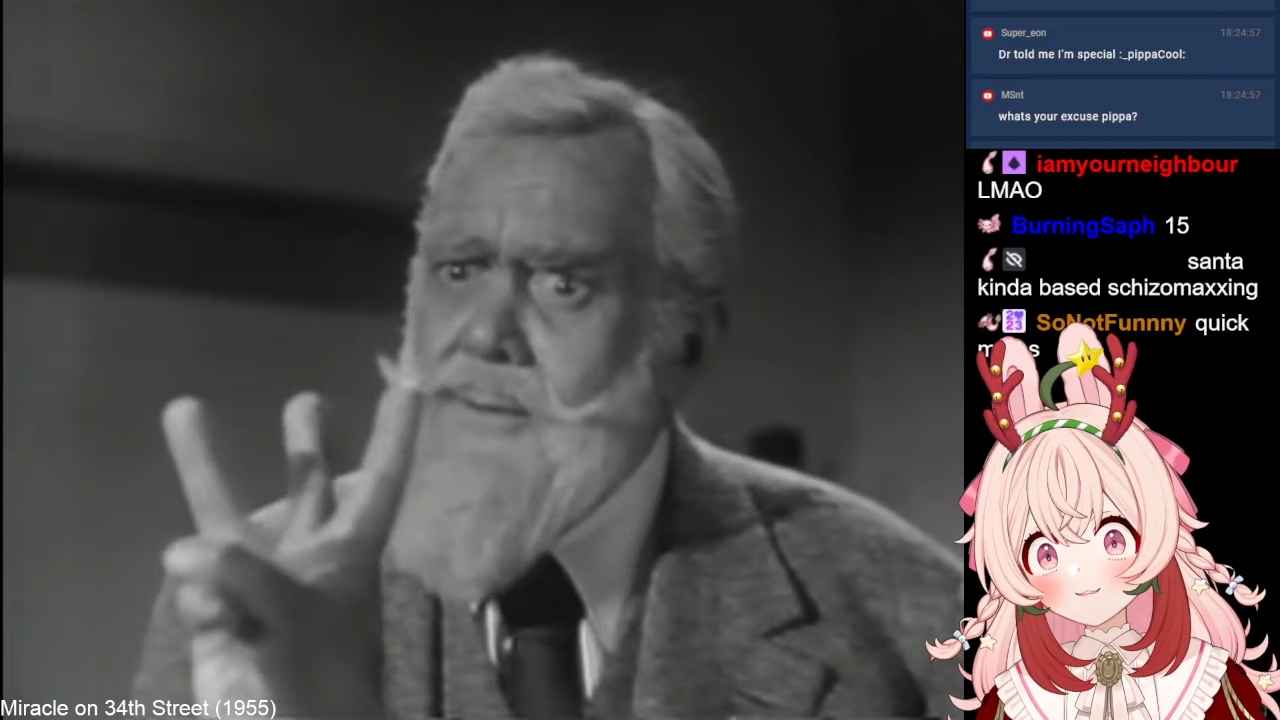 Super_eon 18:24:57
Dr told me I'm special :_pippaCool:
MSnt 18:24:57
whats your excuse pippa?
iamyourneighbour
LMAO
BurningSaph 15
santa
kinda based schizomaxxing
SoNotFunnny quick
Miracle on 34th Street (1955)